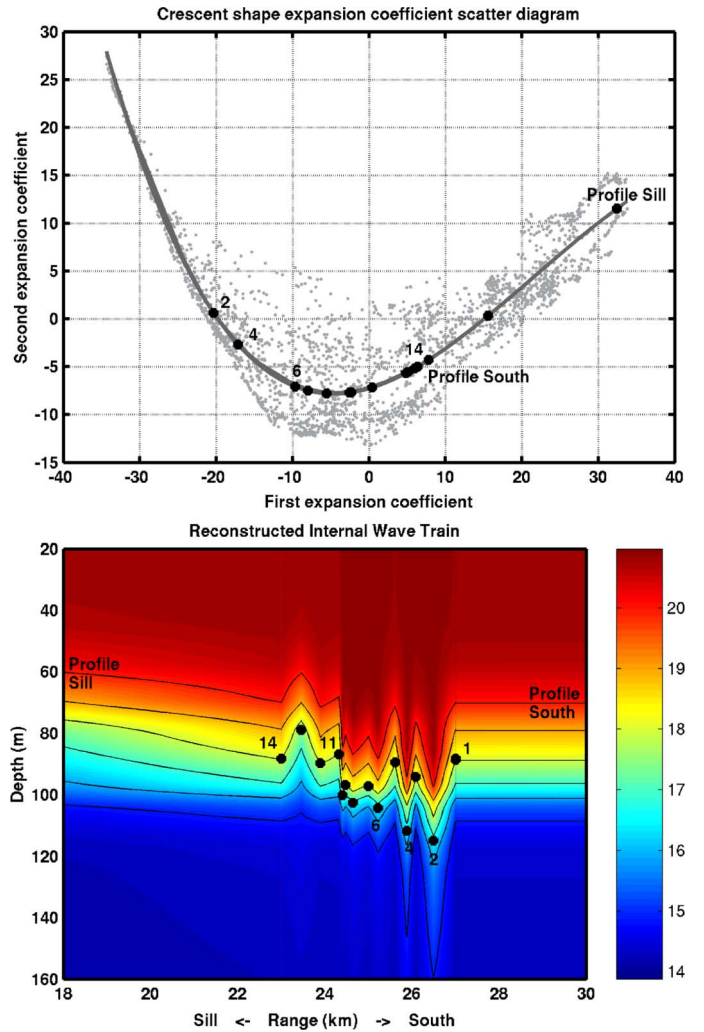 Crescent shape expansion coefficient scatter diagram
30
25
20
15
10
5
0
-5
-10
-15
Second expansion coefficient
Profile Sill
2
4
6
14
Profile South
-40 -30 -20 -10 0 10 20 30 40
First expansion coefficient
Reconstructed Internal Wave Train
20
40
60
80
100
120
140
160
Depth (m)
Profile
Sill
Profile
South
14
11
1
6
4
2
18 20 22 24 26 28 30
Sill <- Range (km) -> South
20
19
18
17
16
15
14